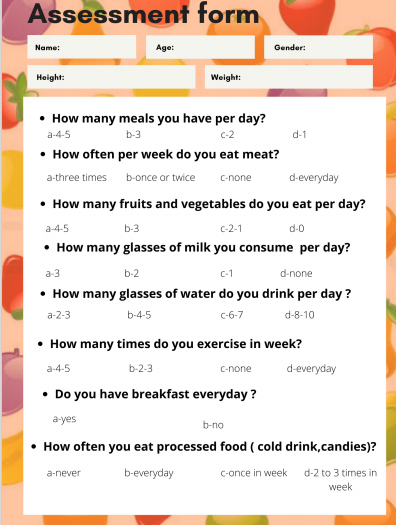 Assessment form
Name: Age: Gender:
Height: Weight:
• How many meals you have per day?
a-4-5 b-3 c-2 d-1
• How often per week do you eat meat?
a-three times b-once or twice c-none d-everyday
• How many fruits and vegetables do you eat per day?
a-4-5 b-3 c-2-1 d-0
• How many glasses of milk you consume per day?
a-3 b-2 c-1 d-none
• How many glasses of water do you drink per day ?
a-2-3 b-4-5 c-6-7 d-8-10
• How many times do you exercise in week?
a-4-5 b-2-3 c-none d-everyday
• Do you have breakfast everyday ?
a-yes
b-no
• How often you eat processed food ( cold drink,candies)?
a-never b-everyday c-once in week d-2 to 3 times in
week